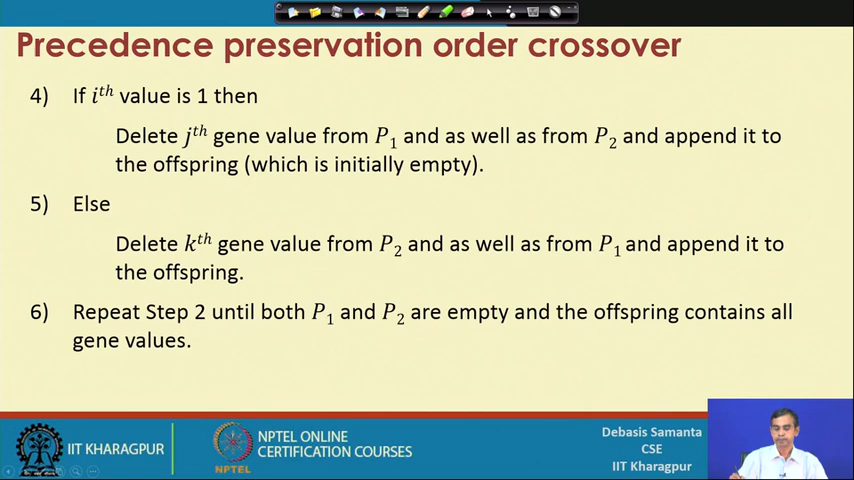 Precedence preservation order crossover
4) If iᵗʰ value is 1 then
Delete jᵗʰ gene value from P₁ and as well as from P₂ and append it to
the offspring (which is initially empty).
5) Else
Delete kᵗʰ gene value from P₂ and as well as from P₁ and append it to
the offspring.
6) Repeat Step 2 until both P₁ and P₂ are empty and the offspring contains all
gene values.
IIT KHARAGPUR
NPTEL
NPTEL ONLINE
CERTIFICATION COURSES
Debasis Samanta
CSE
IIT Kharagpur